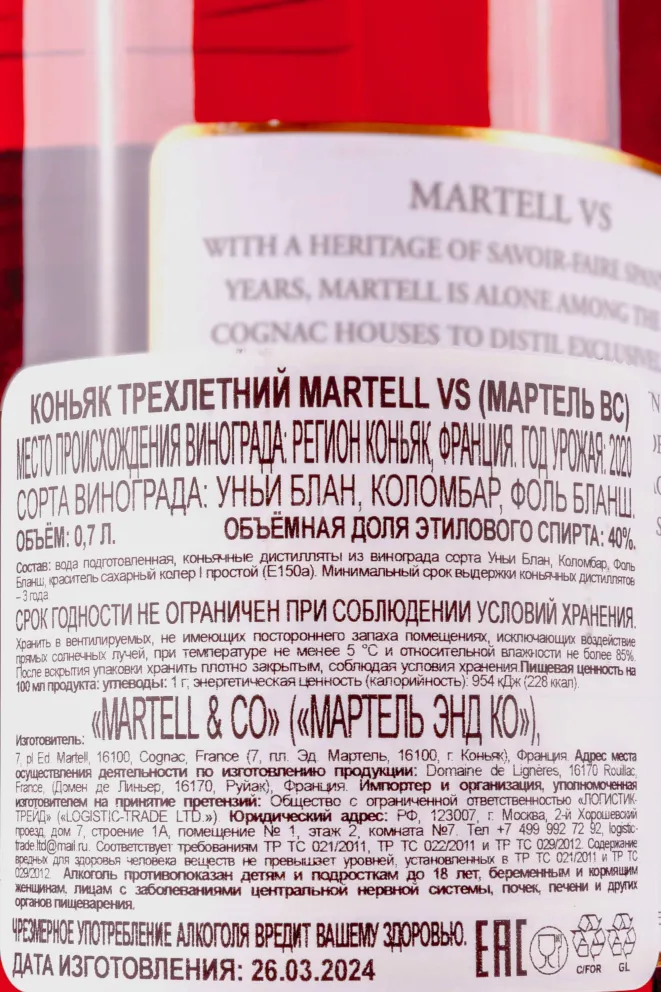 MARTELL VS
WITH A HERITAGE OF SAVOIR-FAIRE
YEARS, MARTELL IS ALONE AMONG THE
COGNAC HOUSES TO DISTIL
КОНЬЯК ТРЕХЛЕТНИЙ MARTELL VS (МАРТЕЛЬ ВС)
МЕСТО ПРОИСХОЖДЕНИЯ ВИНОГРАДА: РЕГИОН КОНЬЯК, ФРАНЦИЯ. ГОД УРОЖАЯ: 2020
СОРТА ВИНОГРАДА: УНЬИ БЛАН, КОЛОМБАР, ФОЛЬ БЛАНШ.
ОБЪЁМ: 0,7 Л. ОБЪЁМНАЯ ДОЛЯ ЭТИЛОВОГО СПИРТА: 40%.
Состав: вода подготовленная, коньячные дистилляты из винограда сорта Уньи Блан, Коломбар, Фоль
Бланш, краситель сахарный колер I простой (Е150а). Минимальный срок выдержки коньячных дистиллятов
– 3 года
СРОК ГОДНОСТИ НЕ ОГРАНИЧЕН ПРИ СОБЛЮДЕНИИ УСЛОВИЙ ХРАНЕНИЯ.
Хранить в вентилируемых, не имеющих постороннего запаха помещениях, исключающих воздействие
прямых солнечных лучей, при температуре не менее 5 °С и относительной влажности не более 85%.
После вскрытия упаковки хранить плотно закрытым, соблюдая условия хранения Пищевая ценность на
100 мл продукта: углеводы: 1 г; энергетическая ценность (калорийность): 954 кДж (228 ккал).
Изготовитель: «MARTELL & CO» («МАРТЕЛЬ ЭНД КО»),
7, pl Ed. Martell, 16100, Cognac, France (7, пл. Эд. Мартель, 16100, г. Коньяк), Франция. Адрес места
осуществления деятельности по изготовлению продукции: Domaine de Lignères, 16170 Rouillac,
France, (Домен де Линьер, 16170, Руйак), Франция. Импортер и организация, уполномоченная
изготовителем на принятие претензий: Общество с ограниченной ответственностью «ЛОГИСТИК-
ТРЕЙД» («LOGISTIC-TRADE LTD.»). Юридический адрес: РФ, 123007, г. Москва, 2-й Хорошевский
проезд, дом 7, строение 1А, помещение № 1, этаж 2, комната №7. Тел +7 499 992 72 92, logistic-
trade.ltd@mail.ru. Соответствует требованиям ТР ТС 021/2011, ТР ТС 022/2011 и ТР ТС 029/2012. Содержание
вредных для здоровья человека веществ не превышает уровней, установленных в ТР ТС 021/2011 и ТР ТС
029/2012. Алкоголь противопоказан детям и подросткам до 18 лет, беременным и кормящим
женщинам, лицам с заболеваниями центральной нервной системы, почек, печени и других
органов пищеварения.
ЧРЕЗМЕРНОЕ УПОТРЕБЛЕНИЕ АЛКОГОЛЯ ВРЕДИТ ВАШЕМУ ЗДОРОВЬЮ.
ДАТА ИЗГОТОВЛЕНИЯ: 26.03.2024
EAC
C/FOR GL